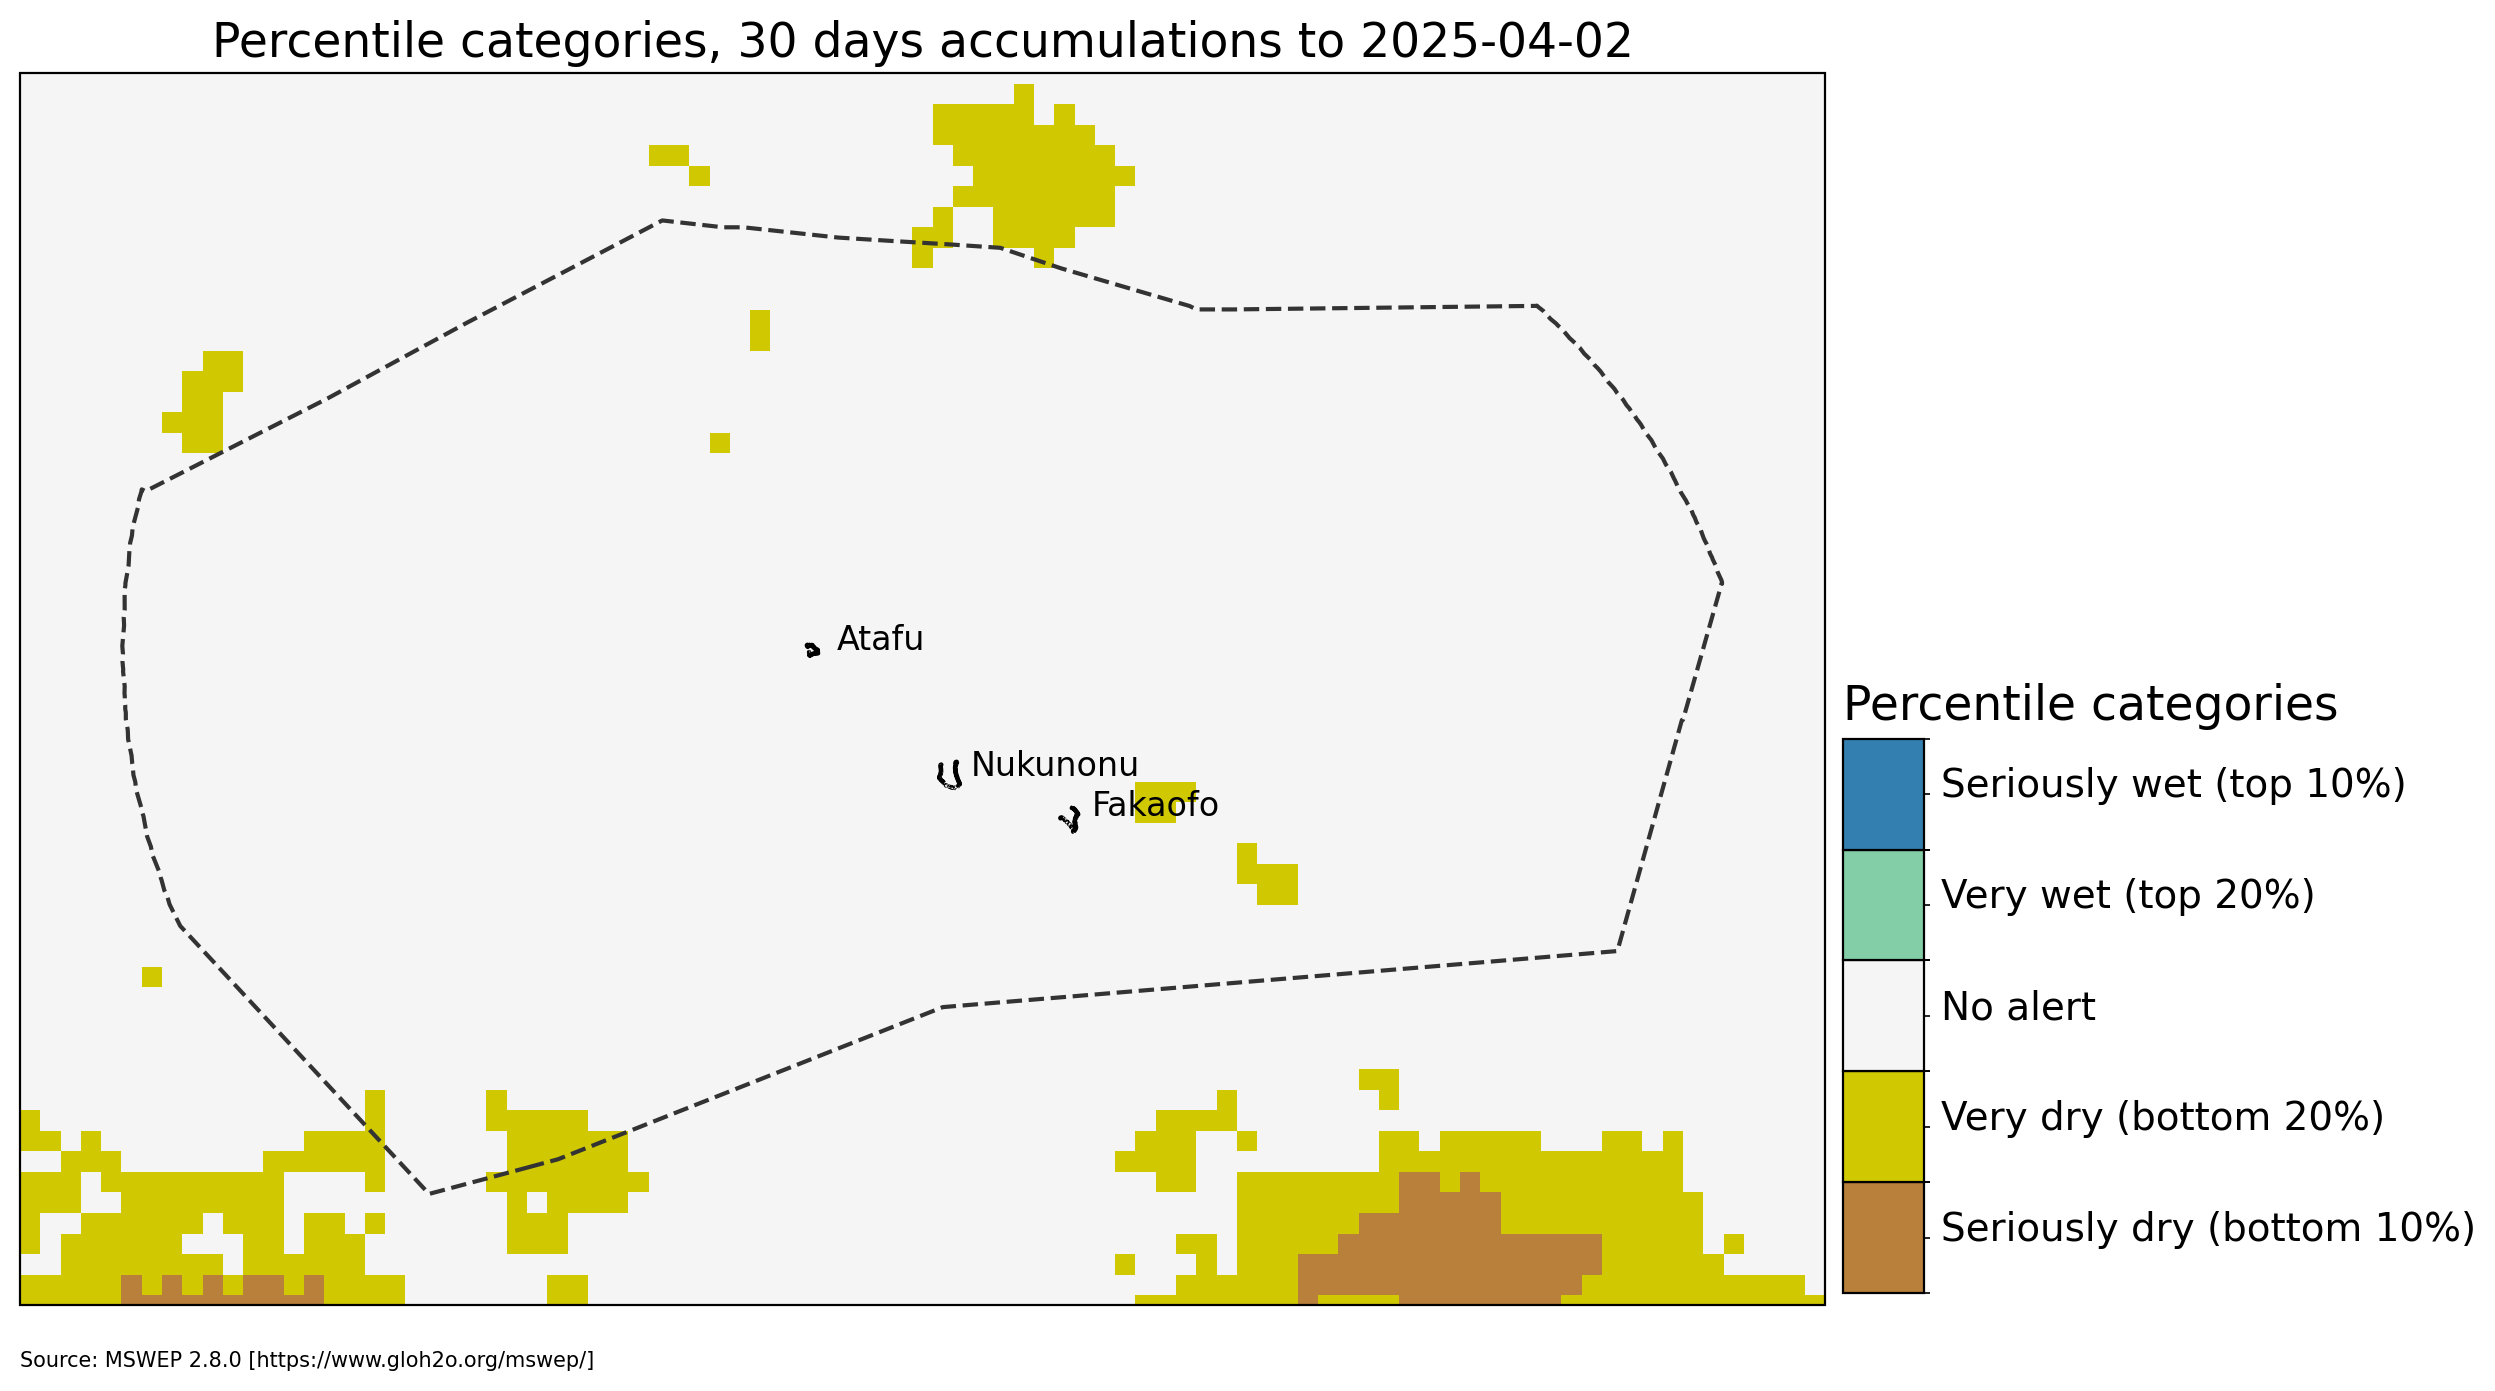 Percentile categories, 30 days accumulations to 2025-04-02
Atafu
Nukunonu
Fakaofo
Percentile categories
Seriously wet (top 10%)
Very wet (top 20%)
No alert
Very dry (bottom 20%)
Seriously dry (bottom 10%)
Source: MSWEP 2.8.0 [https://www.gloh2o.org/mswep/]